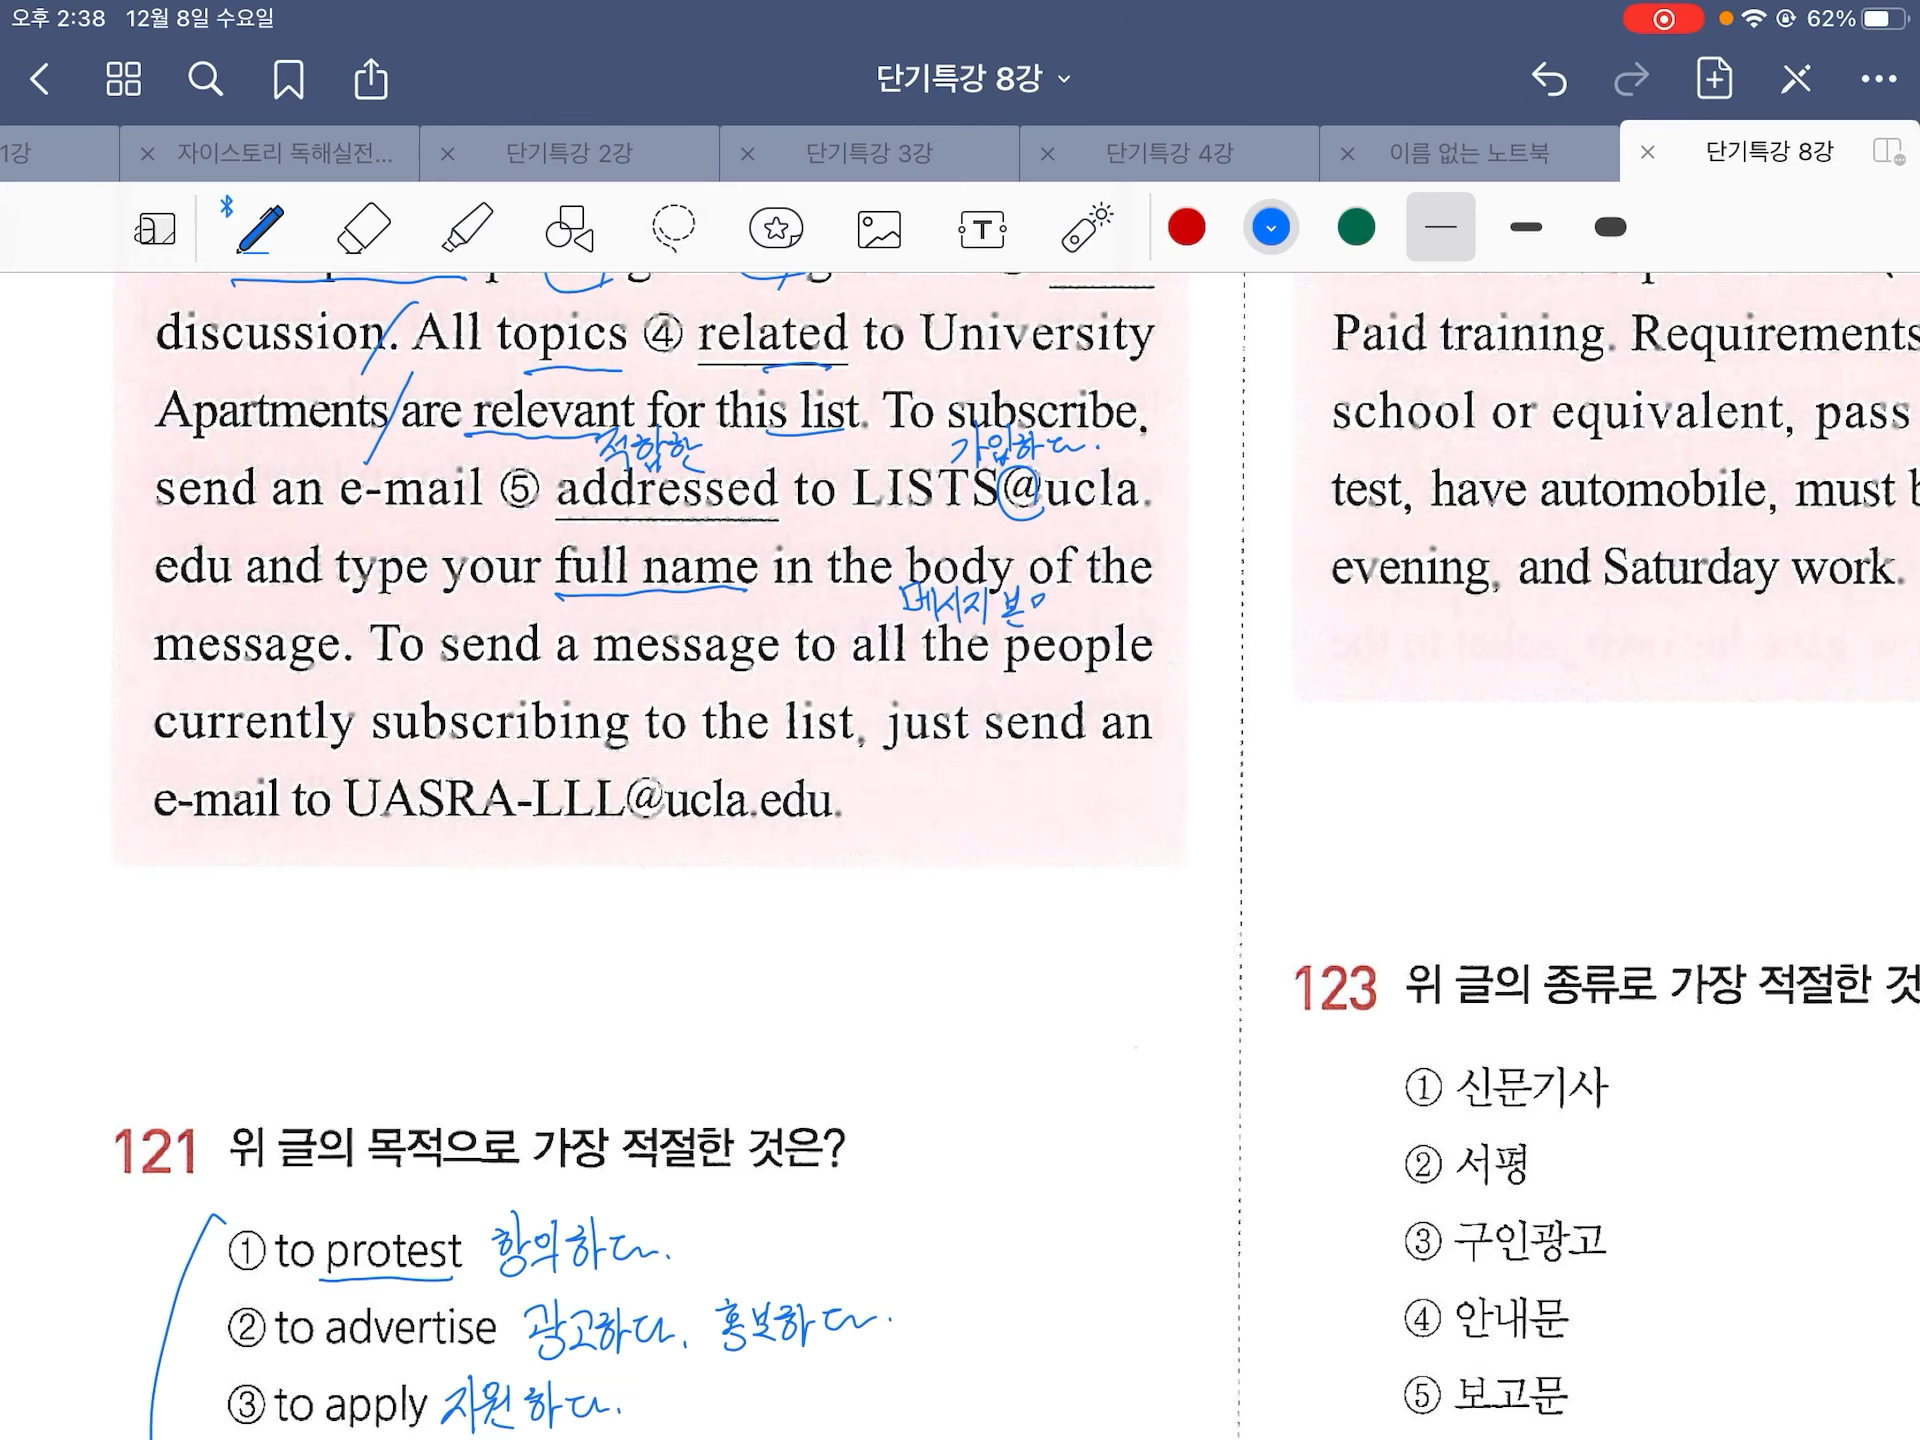 오후 2:38 12월 8일 수요일
62%
단기특강 8강
1강
자이스토리 독해실전...
단기특강 2강
단기특강 3강
단기특강 4강
이름 없는 노트북
단기특강 8강
discussion. All topics ④ related to University
Apartments are relevant for this list. To subscribe,
적합한 가입하다.
send an e-mail ⑤ addressed to LISTS@ucla.
edu and type your full name in the body of the
메시지 본
message. To send a message to all the people
currently subscribing to the list, just send an
e-mail to UASRA-LLL@ucla.edu.
121 위 글의 목적으로 가장 적절한 것은?
① to protest 항의하다.
② to advertise 광고하다. 홍보하다.
③ to apply 지원하다.
Paid training. Requirements
school or equivalent, pass
test, have automobile, must
evening, and Saturday work.
123 위 글의 종류로 가장 적절한 것
① 신문기사
② 서평
③ 구인광고
④ 안내문
⑤ 보고문